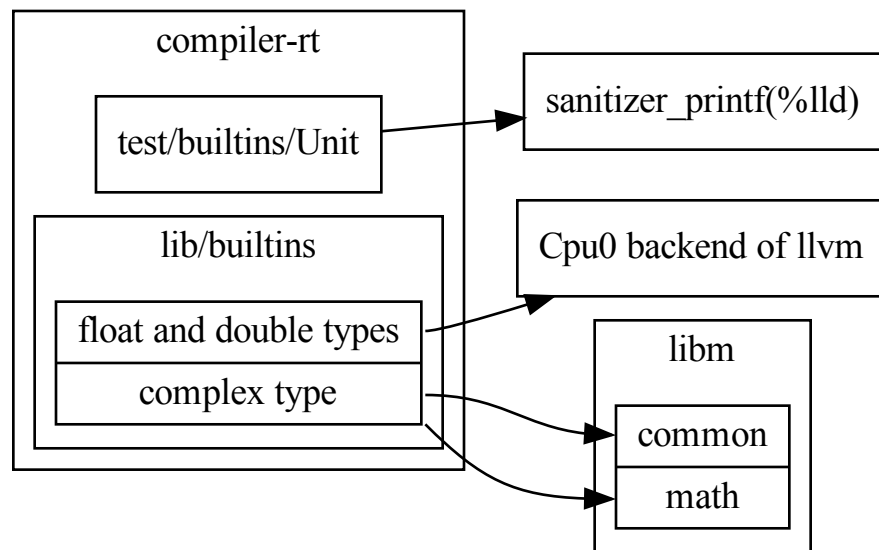 compiler-rt
test/builtins/Unit
sanitizer_printf(%lld)
lib/builtins
float and double types
complex type
Cpu0 backend of llvm
libm
common
math